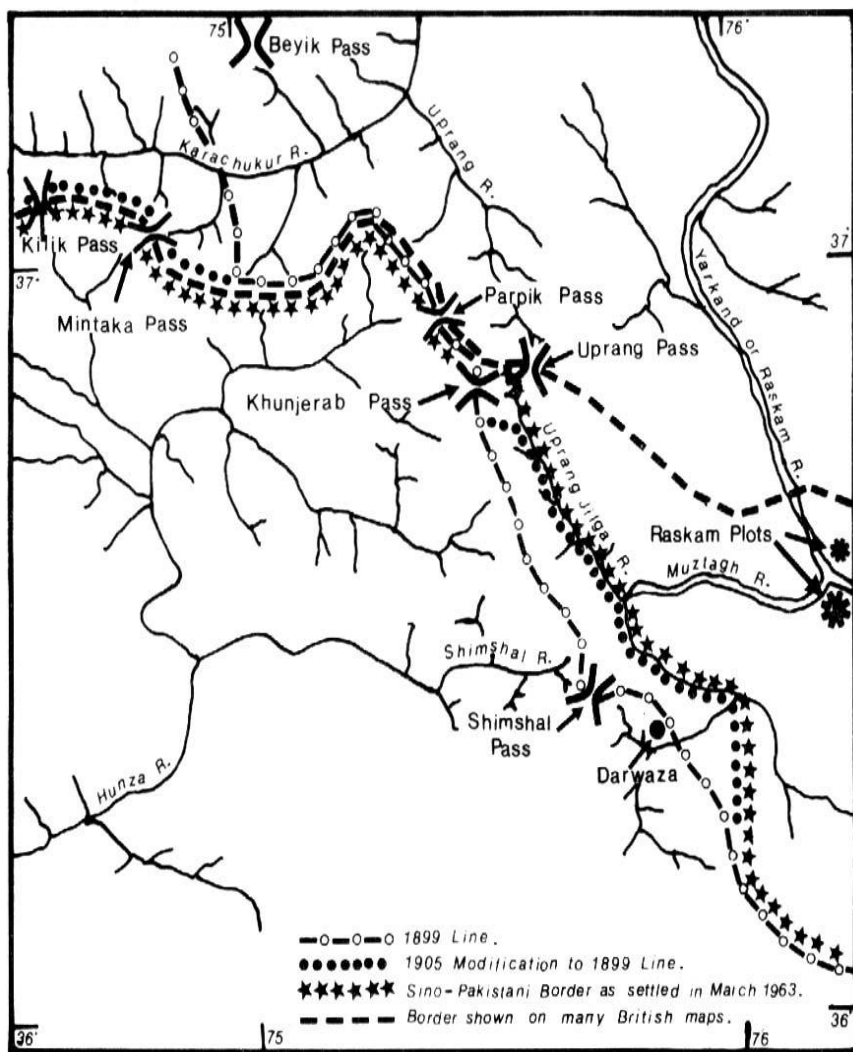 75
76
Beyik Pass
Karachukur R.
Uprang R.
Kilik Pass
37
37
Mintaka Pass
Parpik Pass
Uprang Pass
Khunjerab Pass
Yarkand or Raskam R.
Uprang Jilga R.
Raskam Plots
Muztagh R.
Shimshal R.
Shimshal
Pass
Darwaza
Hunza R.
1899 Line.
1905 Modification to 1899 Line.
Sino-Pakistani Border as settled in March 1963.
Border shown on many British maps.
36
36
75
76